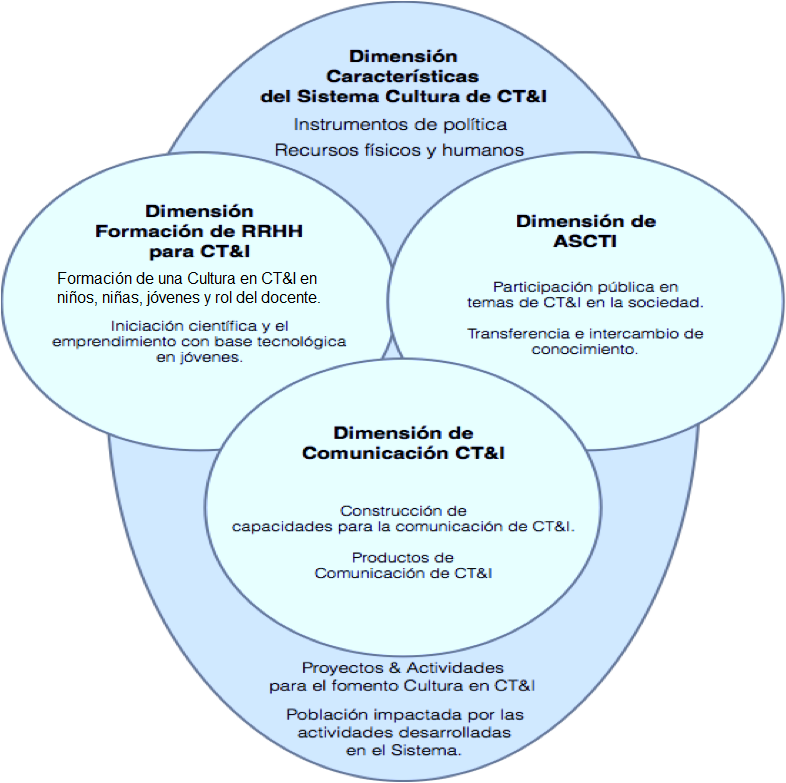 Dimensión
Características
del Sistema Cultura de CT&I
Instrumentos de política
Recursos físicos y humanos
Dimensión
Formación de RRHH
para CT&I
Formación de una Cultura en CT&I en
niños, niñas, jóvenes y rol del docente.
Iniciación científica y el
emprendimiento con base tecnológica
en jóvenes.
Dimensión de
ASCTI
Participación pública en
temas de CT&I en la sociedad.
Transferencia e intercambio de
conocimiento.
Dimensión de
Comunicación CT&I
Construcción de
capacidades para la comunicación de CT&I.
Productos de
Comunicación de CT&I
Proyectos & Actividades
para el fomento Cultura en CT&I
Población impactada por las
actividades desarrolladas
en el Sistema.